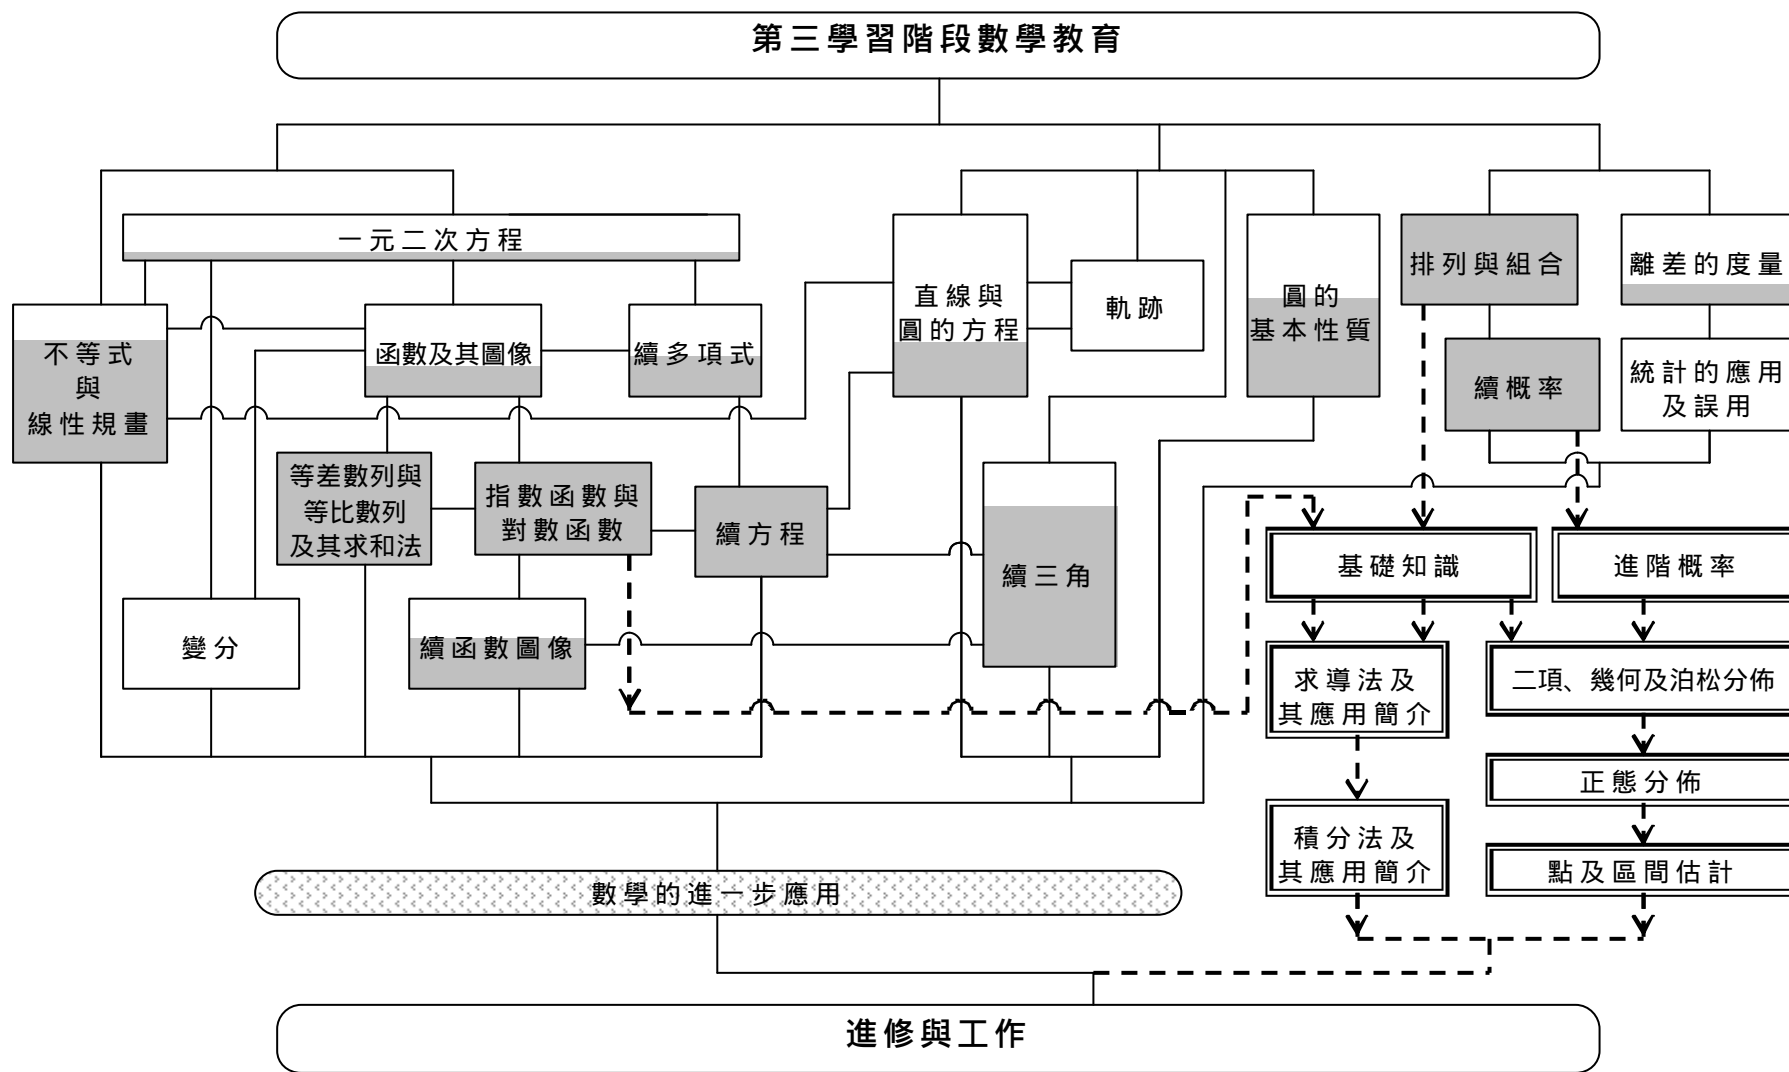 第三學習階段數學教育
一元二次方程
不等式
與
線性規畫
函數及其圖像
續多項式
直線與
圓的方程
軌跡
圓的
基本性質
排列與組合
離差的度量
續概率
統計的應用
及誤用
等差數列與
等比數列
及其求和法
指數函數與
對數函數
續方程
續三角
基礎知識
進階概率
變分
續函數圖像
求導法及
其應用簡介
二項、幾何及泊松分佈
正態分佈
積分法及
其應用簡介
點及區間估計
數學的進一步應用
進修與工作